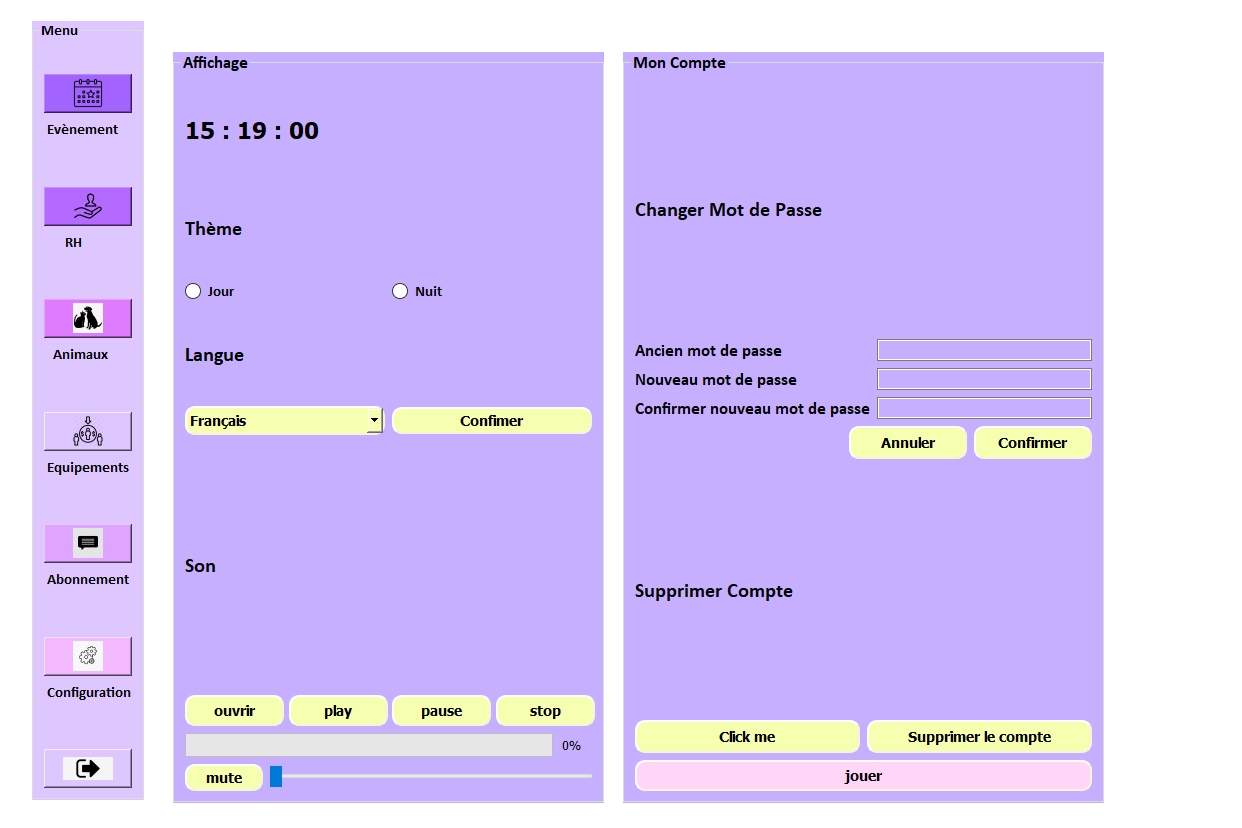 Menu
Evènement
RH
Animaux
Equipements
Abonnement
Configuration
Affichage
15 : 19 : 00
Thème
Jour
Nuit
Langue
Français
Confimer
Son
ouvrir
play
pause
stop
0%
mute
Mon Compte
Changer Mot de Passe
Ancien mot de passe
Nouveau mot de passe
Confirmer nouveau mot de passe
Annuler
Confirmer
Supprimer Compte
Click me
Supprimer le compte
jouer